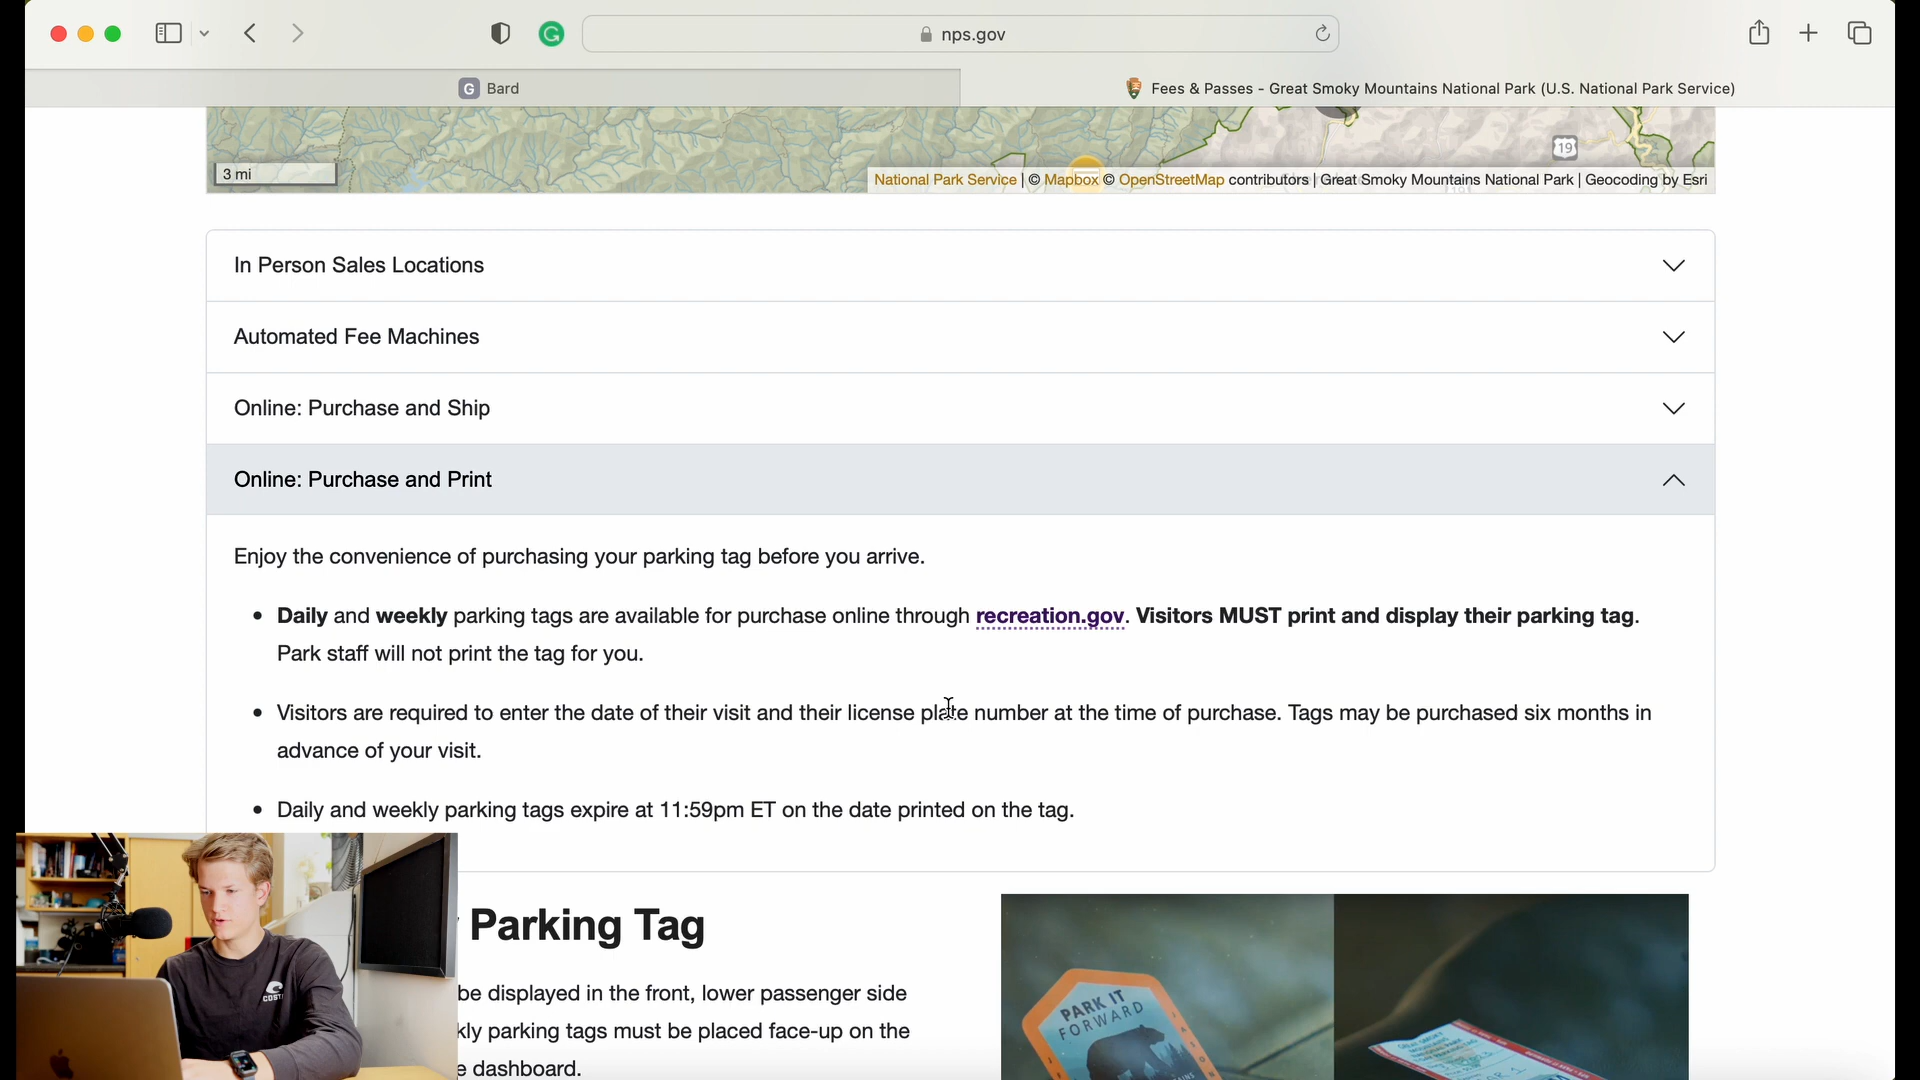 nps.gov
G Bard
Fees & Passes - Great Smoky Mountains National Park (U.S. National Park Service)
19
3 mi
National Park Service | © Mapbox © OpenStreetMap contributors | Great Smoky Mountains National Park | Geocoding by Esri
In Person Sales Locations
Automated Fee Machines
Online: Purchase and Ship
Online: Purchase and Print
Enjoy the convenience of purchasing your parking tag before you arrive.
• Daily and weekly parking tags are available for purchase online through recreation.gov. Visitors MUST print and display their parking tag.
Park staff will not print the tag for you.
• Visitors are required to enter the date of their visit and their license plate number at the time of purchase. Tags may be purchased six months in
advance of your visit.
• Daily and weekly parking tags expire at 11:59pm ET on the date printed on the tag.
Parking Tag
be displayed in the front, lower passenger side
kly parking tags must be placed face-up on the
e dashboard.
PARK IT
FORWARD